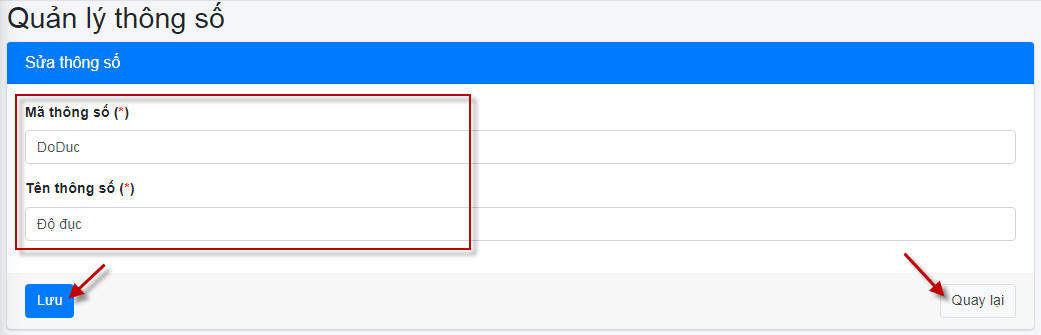 Quản lý thông số
Sửa thông số
Mã thông số (*)
DoDuc
Tên thông số (*)
Độ đục
Lưu
Quay lại